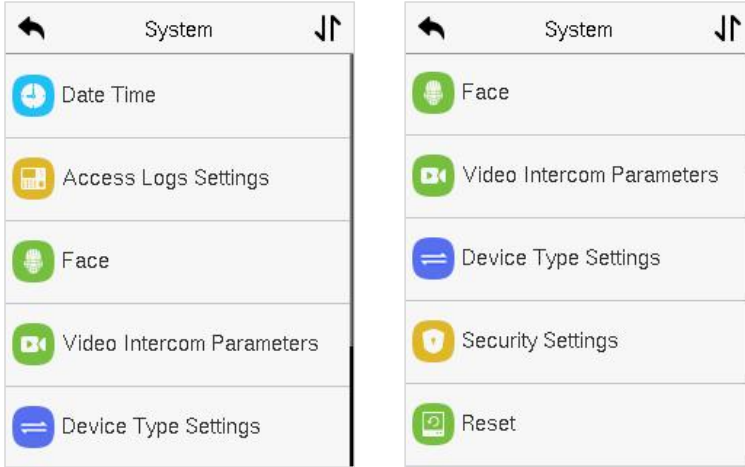 System
Date Time
Access Logs Settings
Face
Video Intercom Parameters
Device Type Settings
System
Face
Video Intercom Parameters
Device Type Settings
Security Settings
Reset